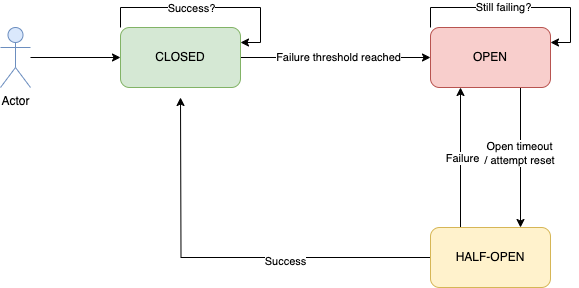 Success?
Still failing?
CLOSED
Failure threshold reached
OPEN
Actor
Open timeout
/ attempt reset
Failure
HALF-OPEN
Success